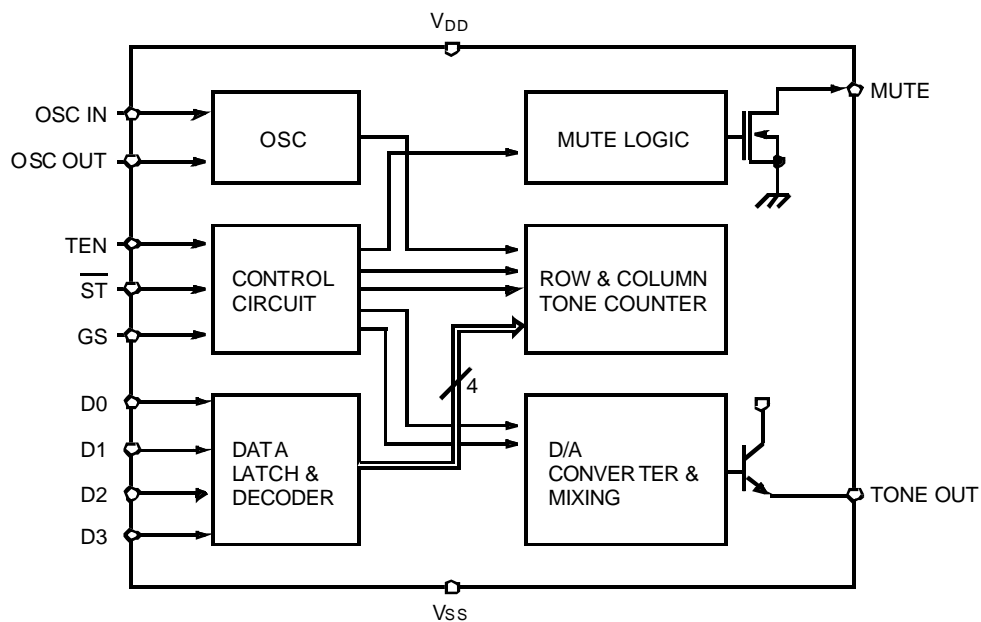 VDD
OSC IN
OSC OUT
OSC
MUTE LOGIC
MUTE
TEN
ST
GS
CONTROL
CIRCUIT
ROW & COLUMN
TONE COUNTER
4
D0
D1
D2
D3
DATA
LATCH &
DECODER
D/A
CONVERTER &
MIXING
TONE OUT
VSS